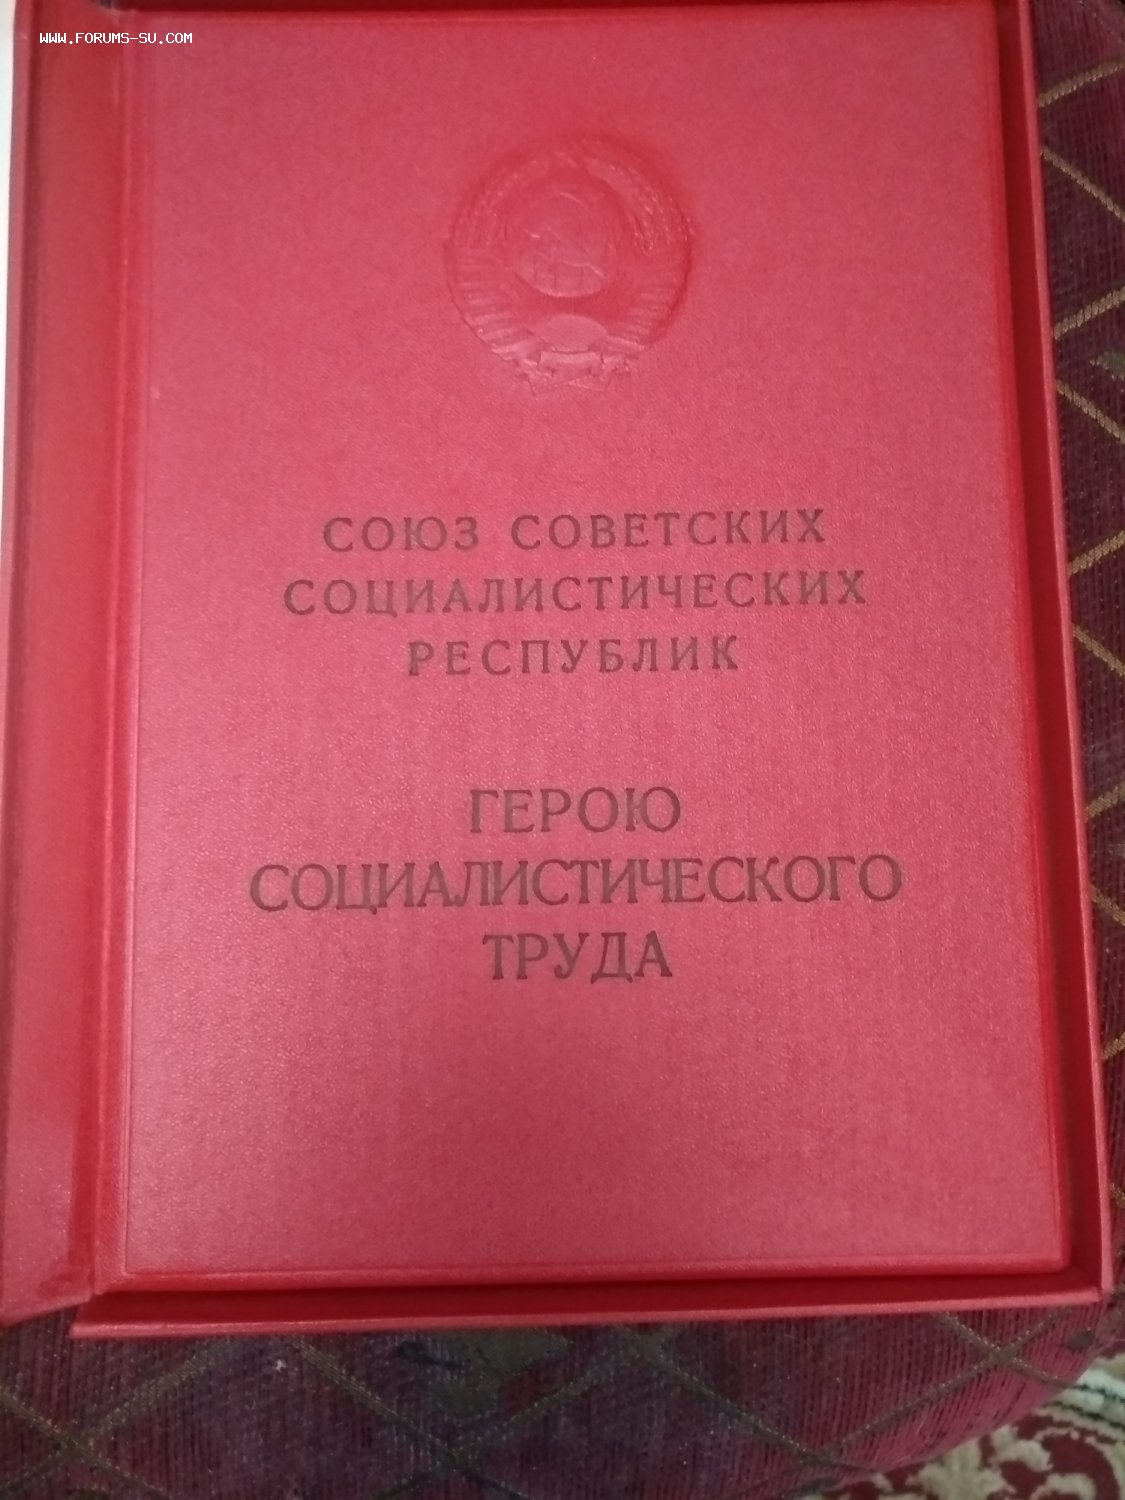 WWW.FORUMS-SU.COM
СОЮЗ СОВЕТСКИХ
СОЦИАЛИСТИЧЕСКИХ
РЕСПУБЛИК
ГЕРОЮ
СОЦИАЛИСТИЧЕСКОГО
ТРУДА